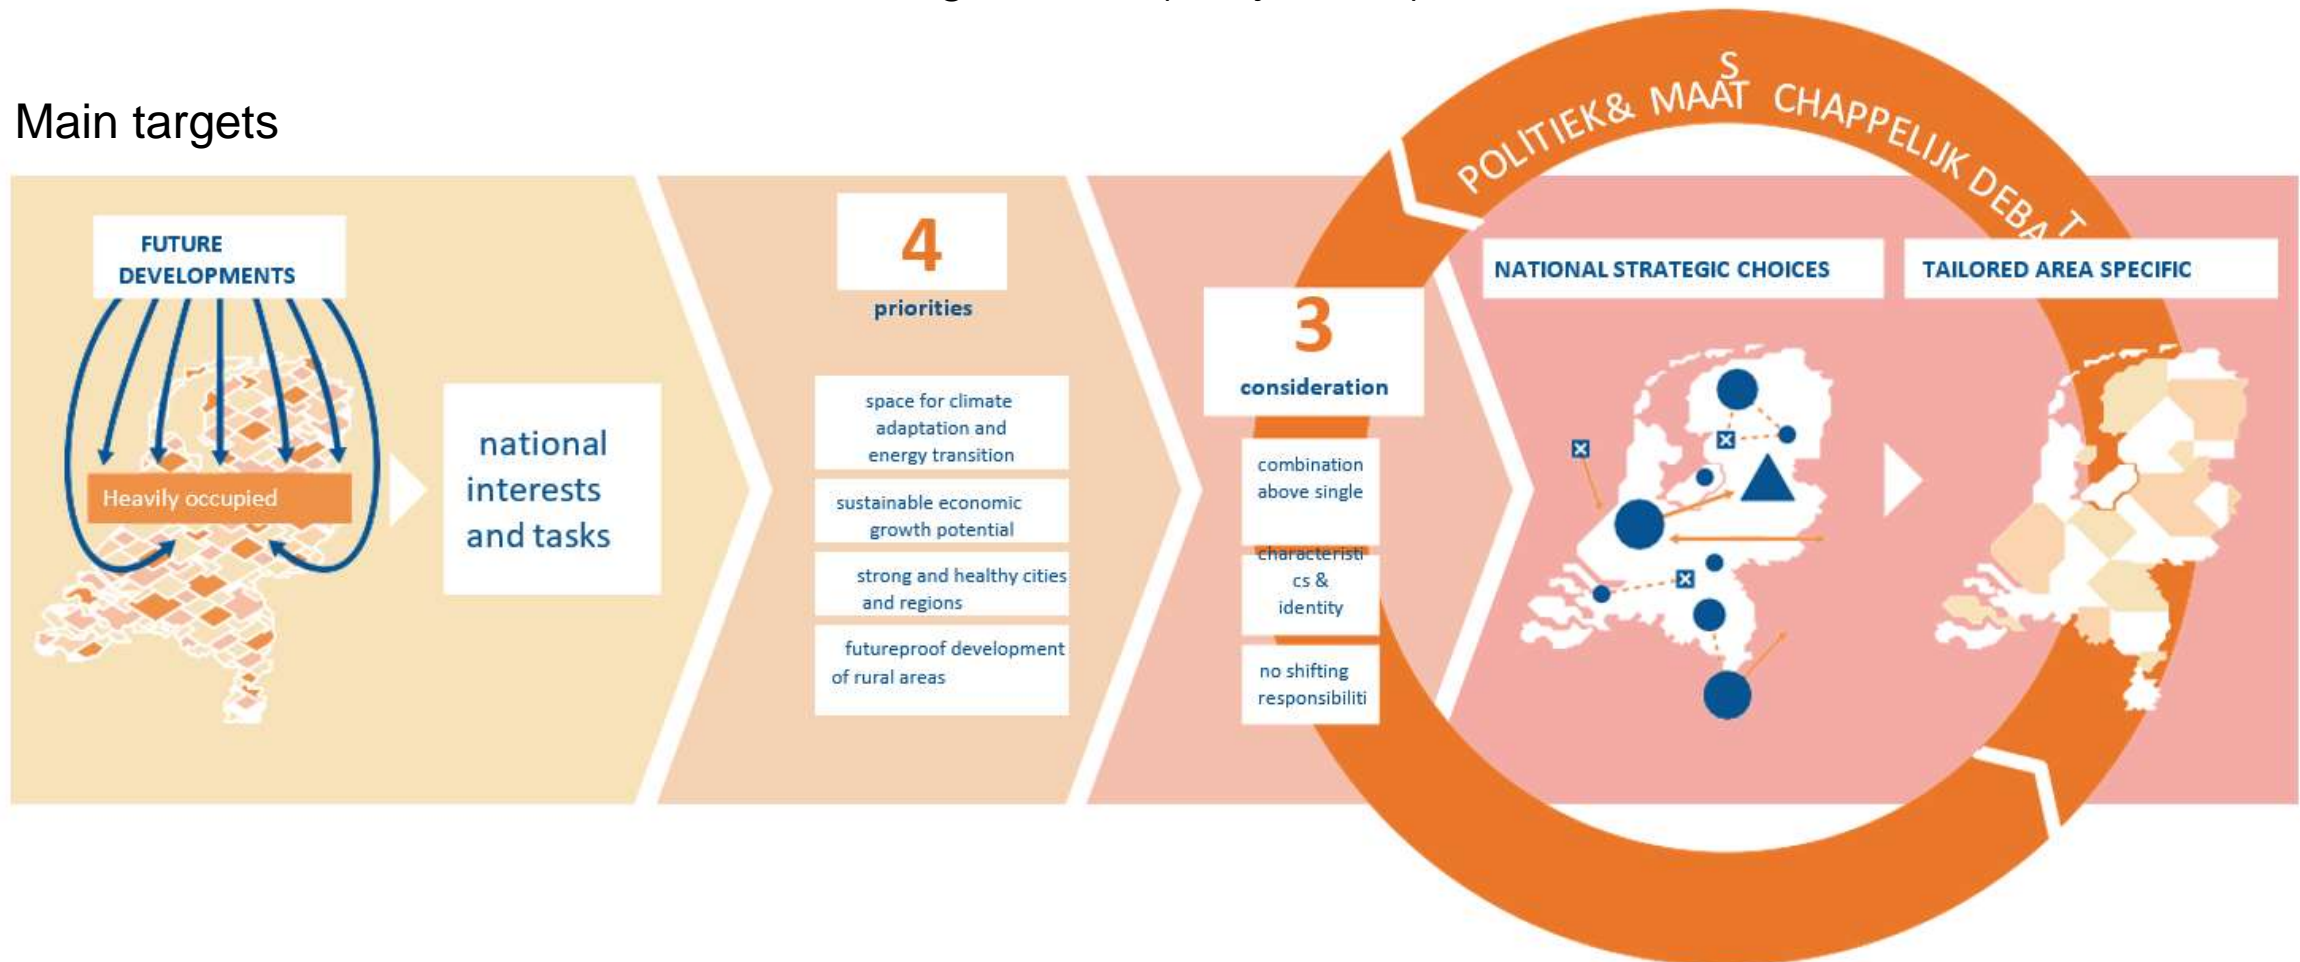 Main targets
FUTURE
DEVELOPMENTS
Heavily occupied
national
interests
and tasks
4
priorities
space for climate
adaptation and
energy transition
sustainable economic
growth potential
strong and healthy cities
and regions
futureproof development
of rural areas
3
consideration
combination
above single
characteristi
cs &
identity
no shifting
responsibiliti
POLITIEK& MAATSCHAPPELIJK DEBAT
NATIONAL STRATEGIC CHOICES
TAILORED AREA SPECIFIC